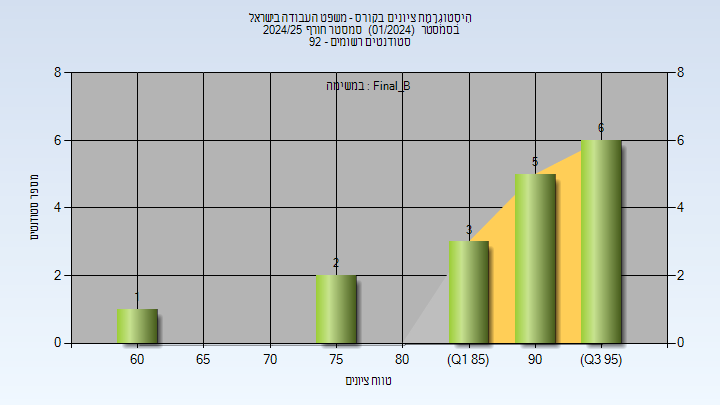 היסטוגרמת ציונים בקורס - משפט העבודה בישראל
בסמסטר (01/2024) סמסטר חורף 2024/25
סטודנטים רשומים - 92
במשימה : Final_B
8
6
4
2
0
8
6
4
2
0
מספר סטודנטים
1
2
3
5
6
60
65
70
75
80
(Q1 85)
90
(Q3 95)
טווח ציונים